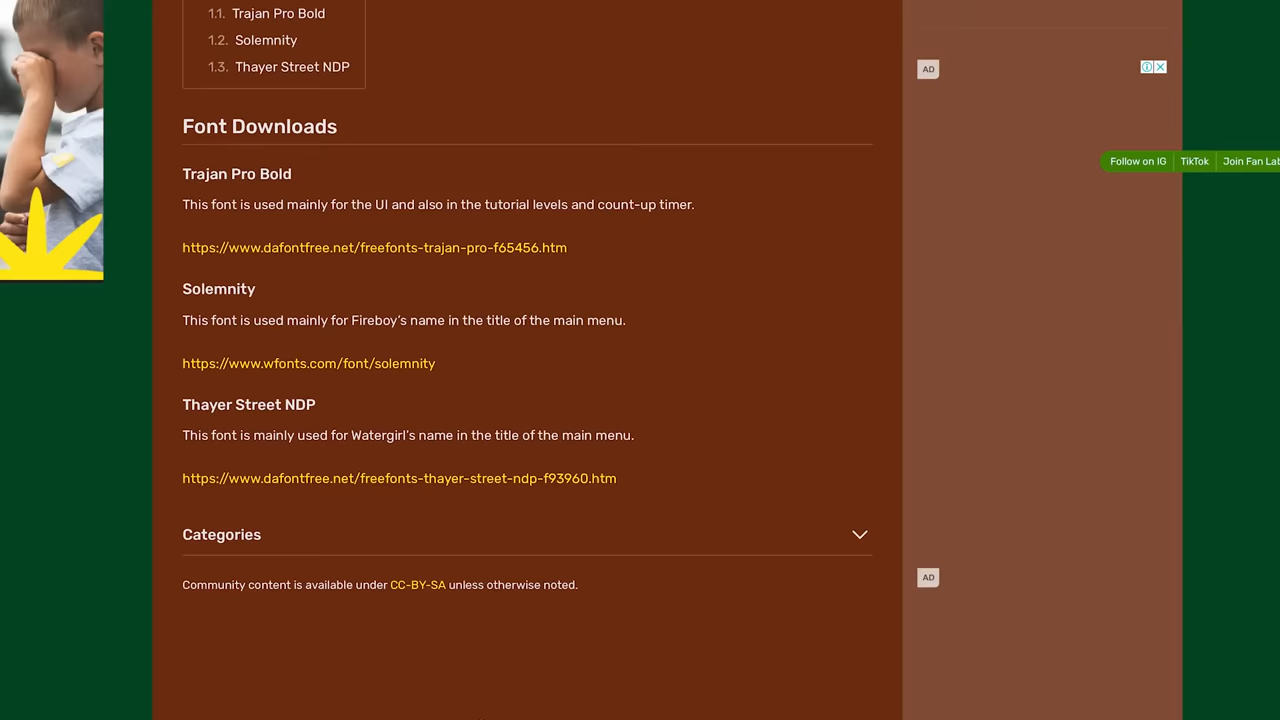 1.1. Trajan Pro Bold
1.2. Solemnity
1.3. Thayer Street NDP
AD
Font Downloads
Follow on IG
TikTok
Join Fan Lab
Trajan Pro Bold
This font is used mainly for the UI and also in the tutorial levels and count-up timer.
https://www.dafontfree.net/freefonts-trajan-pro-f65456.htm
Solemnity
This font is used mainly for Fireboy’s name in the title of the main menu.
https://www.wfonts.com/font/solemnity
Thayer Street NDP
This font is mainly used for Watergirl’s name in the title of the main menu.
https://www.dafontfree.net/freefonts-thayer-street-ndp-f93960.htm
Categories
AD
Community content is available under CC-BY-SA unless otherwise noted.